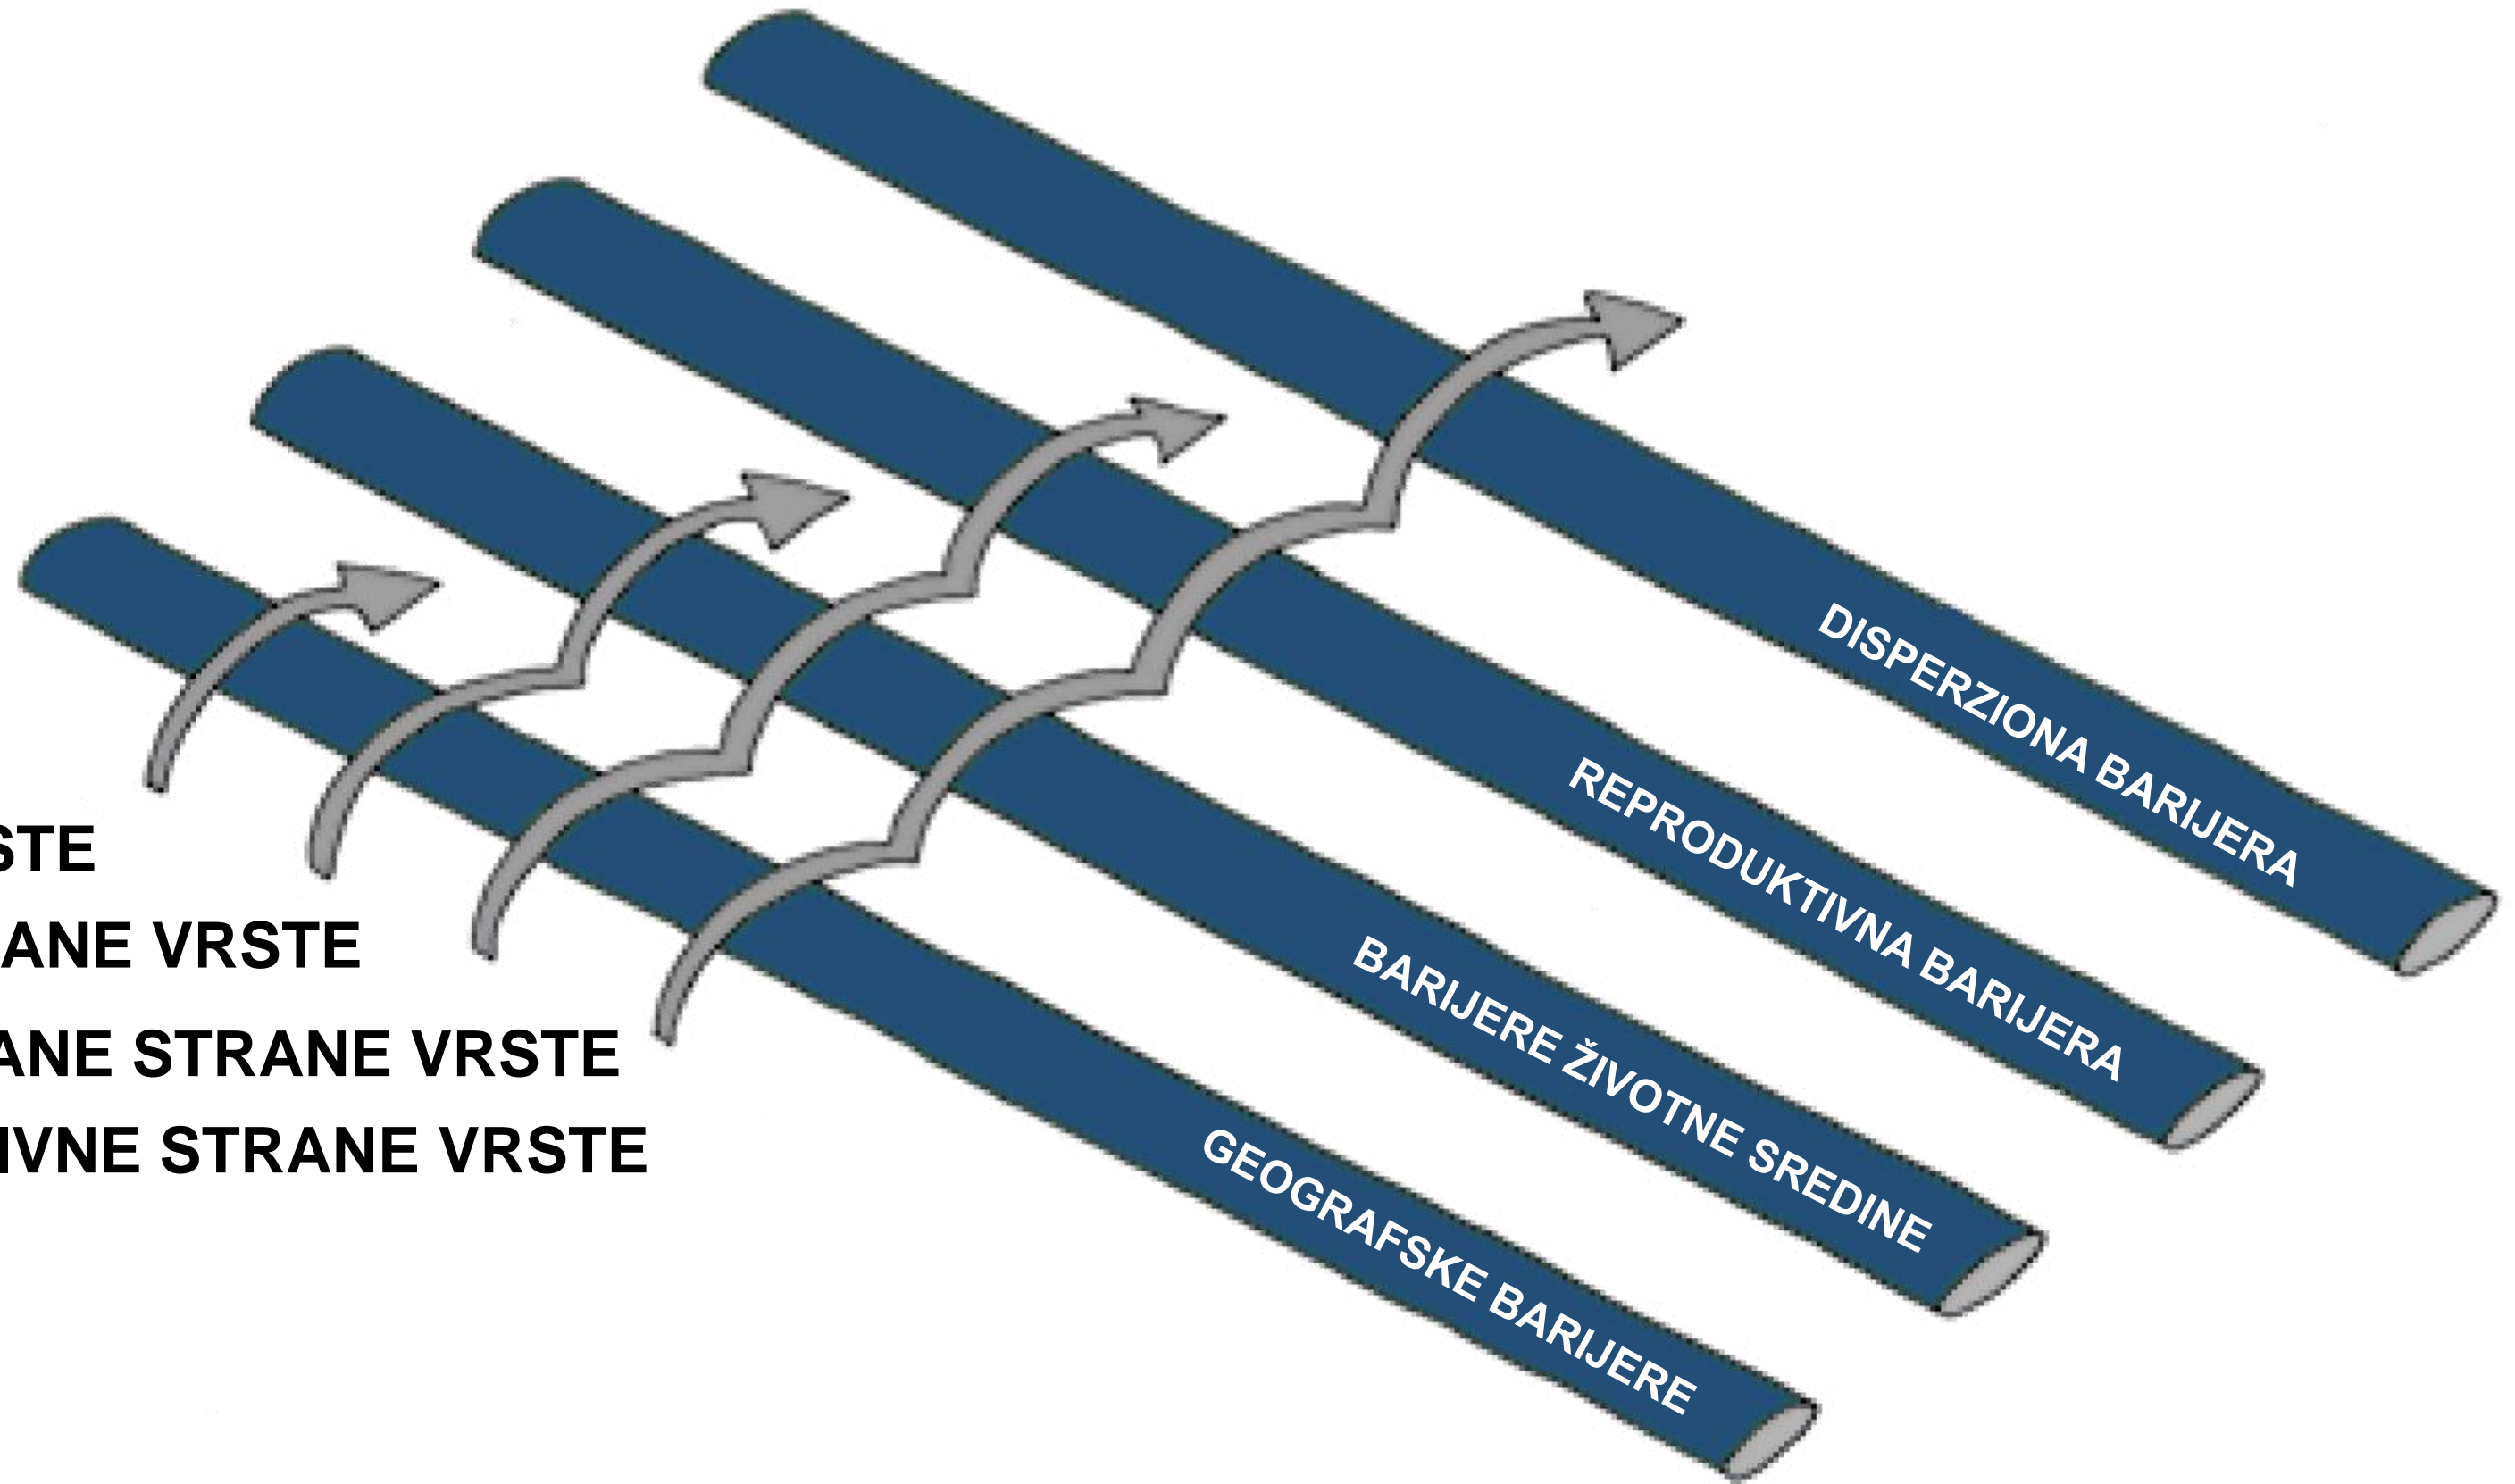 STE
ANE VRSTE
ANE STRANE VRSTE
IVNE STRANE VRSTE
DISPERZIONA BARIJERA
REPRODUKTIVNA BARIJERA
BARIJERE ŽIVOTNE SREDINE
GEOGRAFSKE BARIJERE